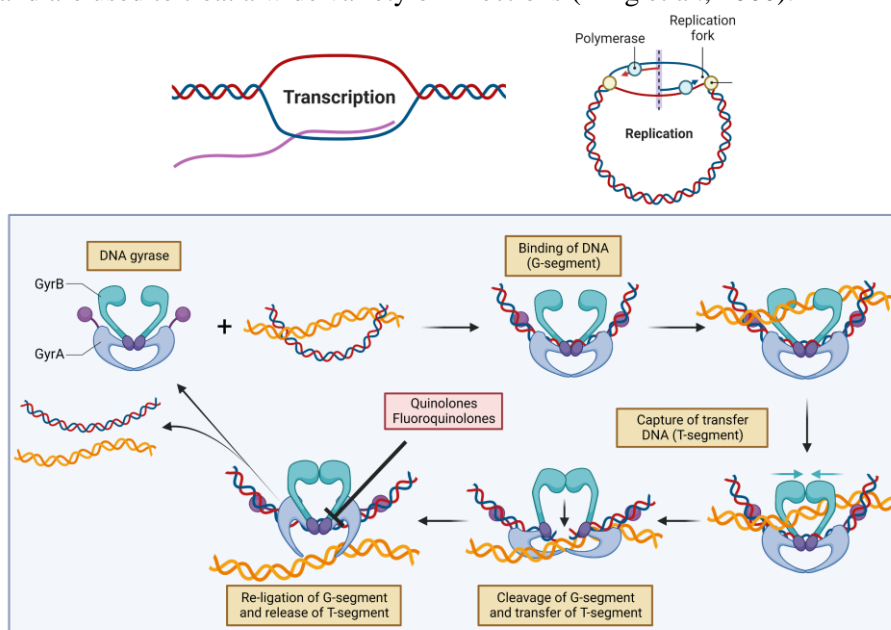 Replication
fork
Polymerase
Transcription
Replication
DNA gyrase
GyrB
GyrA
Binding of DNA
(G-segment)
Quinolones
Fluoroquinolones
Capture of transfer
DNA (T-segment)
Re-ligation of G-segment
and release of T-segment
Cleavage of G-segment
and transfer of T-segment